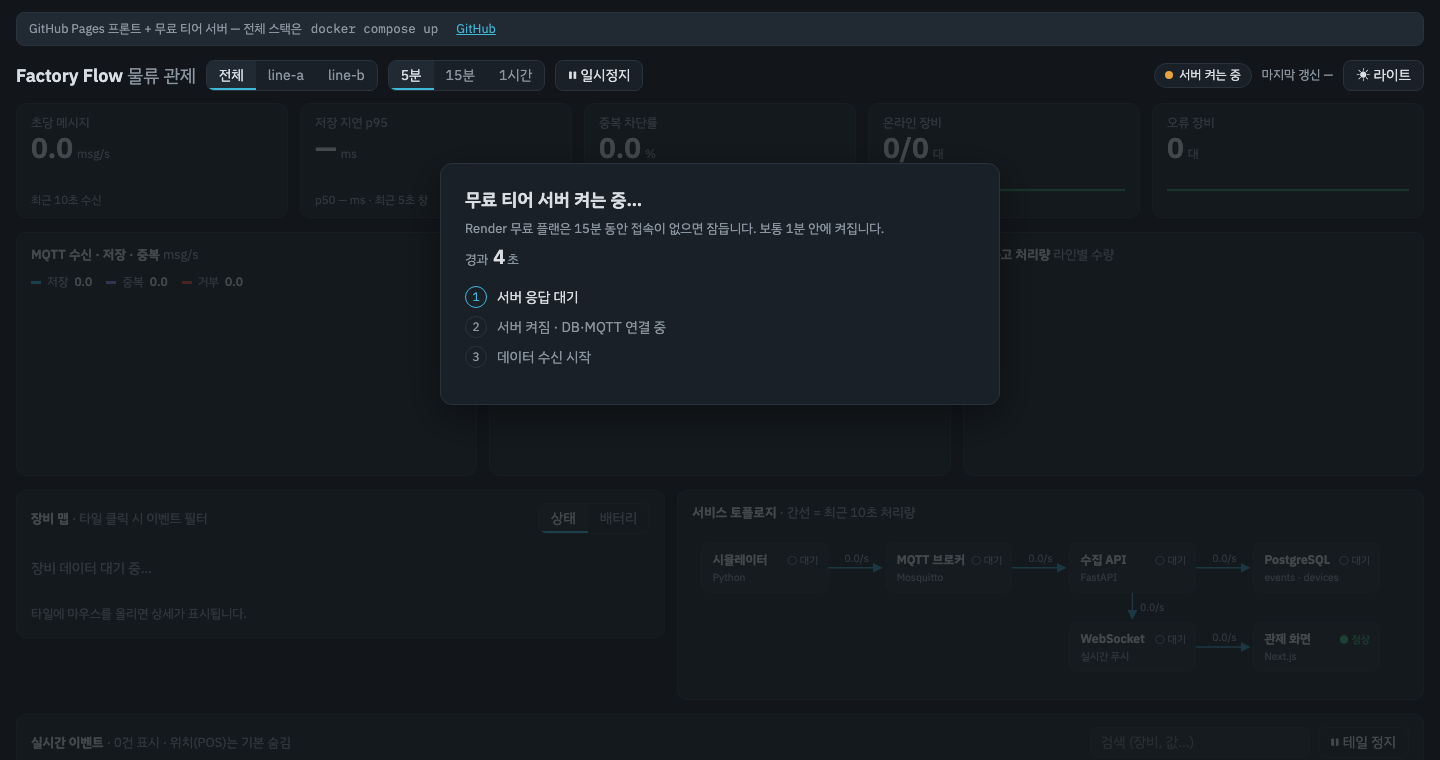 GitHub Pages 프론트 + 무료 티어 서버 — 전체 스택은 docker compose up GitHub
Factory Flow 물류 관제 전체 line-a line-b 5분 15분 1시간 일시정지 서버 켜는 중 마지막 갱신 — 라이트
초당 메시지
0.0 msg/s
최근 10초 수신
저장 지연 p95
— ms
p50 — ms · 최근 5초 창
중복 차단률
0.0 %
온라인 장비
0/0 대
오류 장비
0 대
무료 티어 서버 켜는 중...
Render 무료 플랜은 15분 동안 접속이 없으면 잠듭니다. 보통 1분 안에 켜집니다.
경과 4초
1 서버 응답 대기
2 서버 켜짐 · DB·MQTT 연결 중
3 데이터 수신 시작
MQTT 수신 · 저장 · 중복 msg/s
저장 0.0 중복 0.0 거부 0.0
고 처리량 라인별 수량
장비 맵 · 타일 클릭 시 이벤트 필터 상태 배터리
장비 데이터 대기 중...
타일에 마우스를 올리면 상세가 표시됩니다.
서비스 토폴로지 · 간선 = 최근 10초 처리량
시뮬레이터 대기 0.0/s MQTT 브로커 대기 0.0/s 수집 API 대기 0.0/s PostgreSQL 대기
Python Mosquitto FastAPI events · devices
0.0/s
WebSocket 대기 0.0/s 관제 화면 정상
실시간 푸시 Next.js
실시간 이벤트 · 0건 표시 · 위치(POS)는 기본 숨김 검색 (장비, 값...) 테일 정지